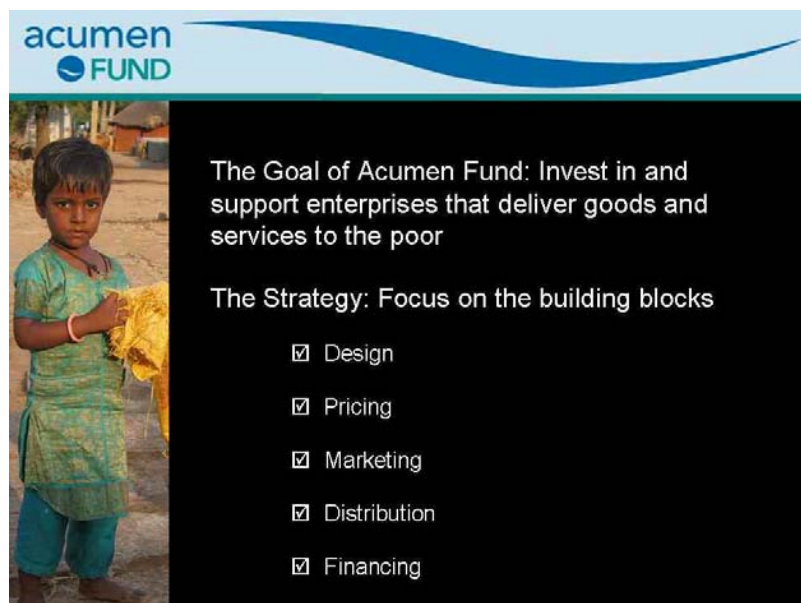 acumen
FUND
The Goal of Acumen Fund: Invest in and
support enterprises that deliver goods and
services to the poor
The Strategy: Focus on the building blocks
☑ Design
☑ Pricing
☑ Marketing
☑ Distribution
☑ Financing